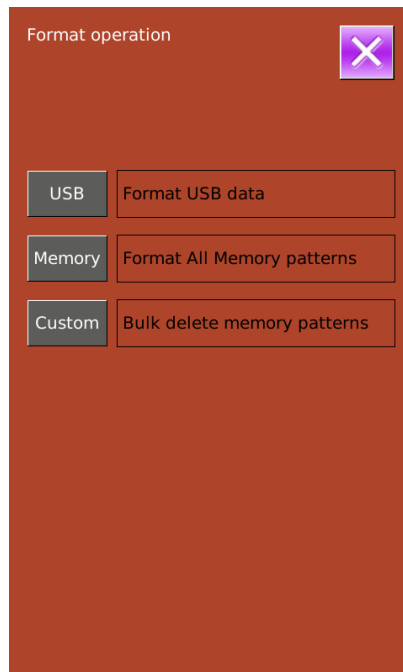 Format operation
USB
Format USB data
Memory
Format All Memory patterns
Custom
Bulk delete memory patterns